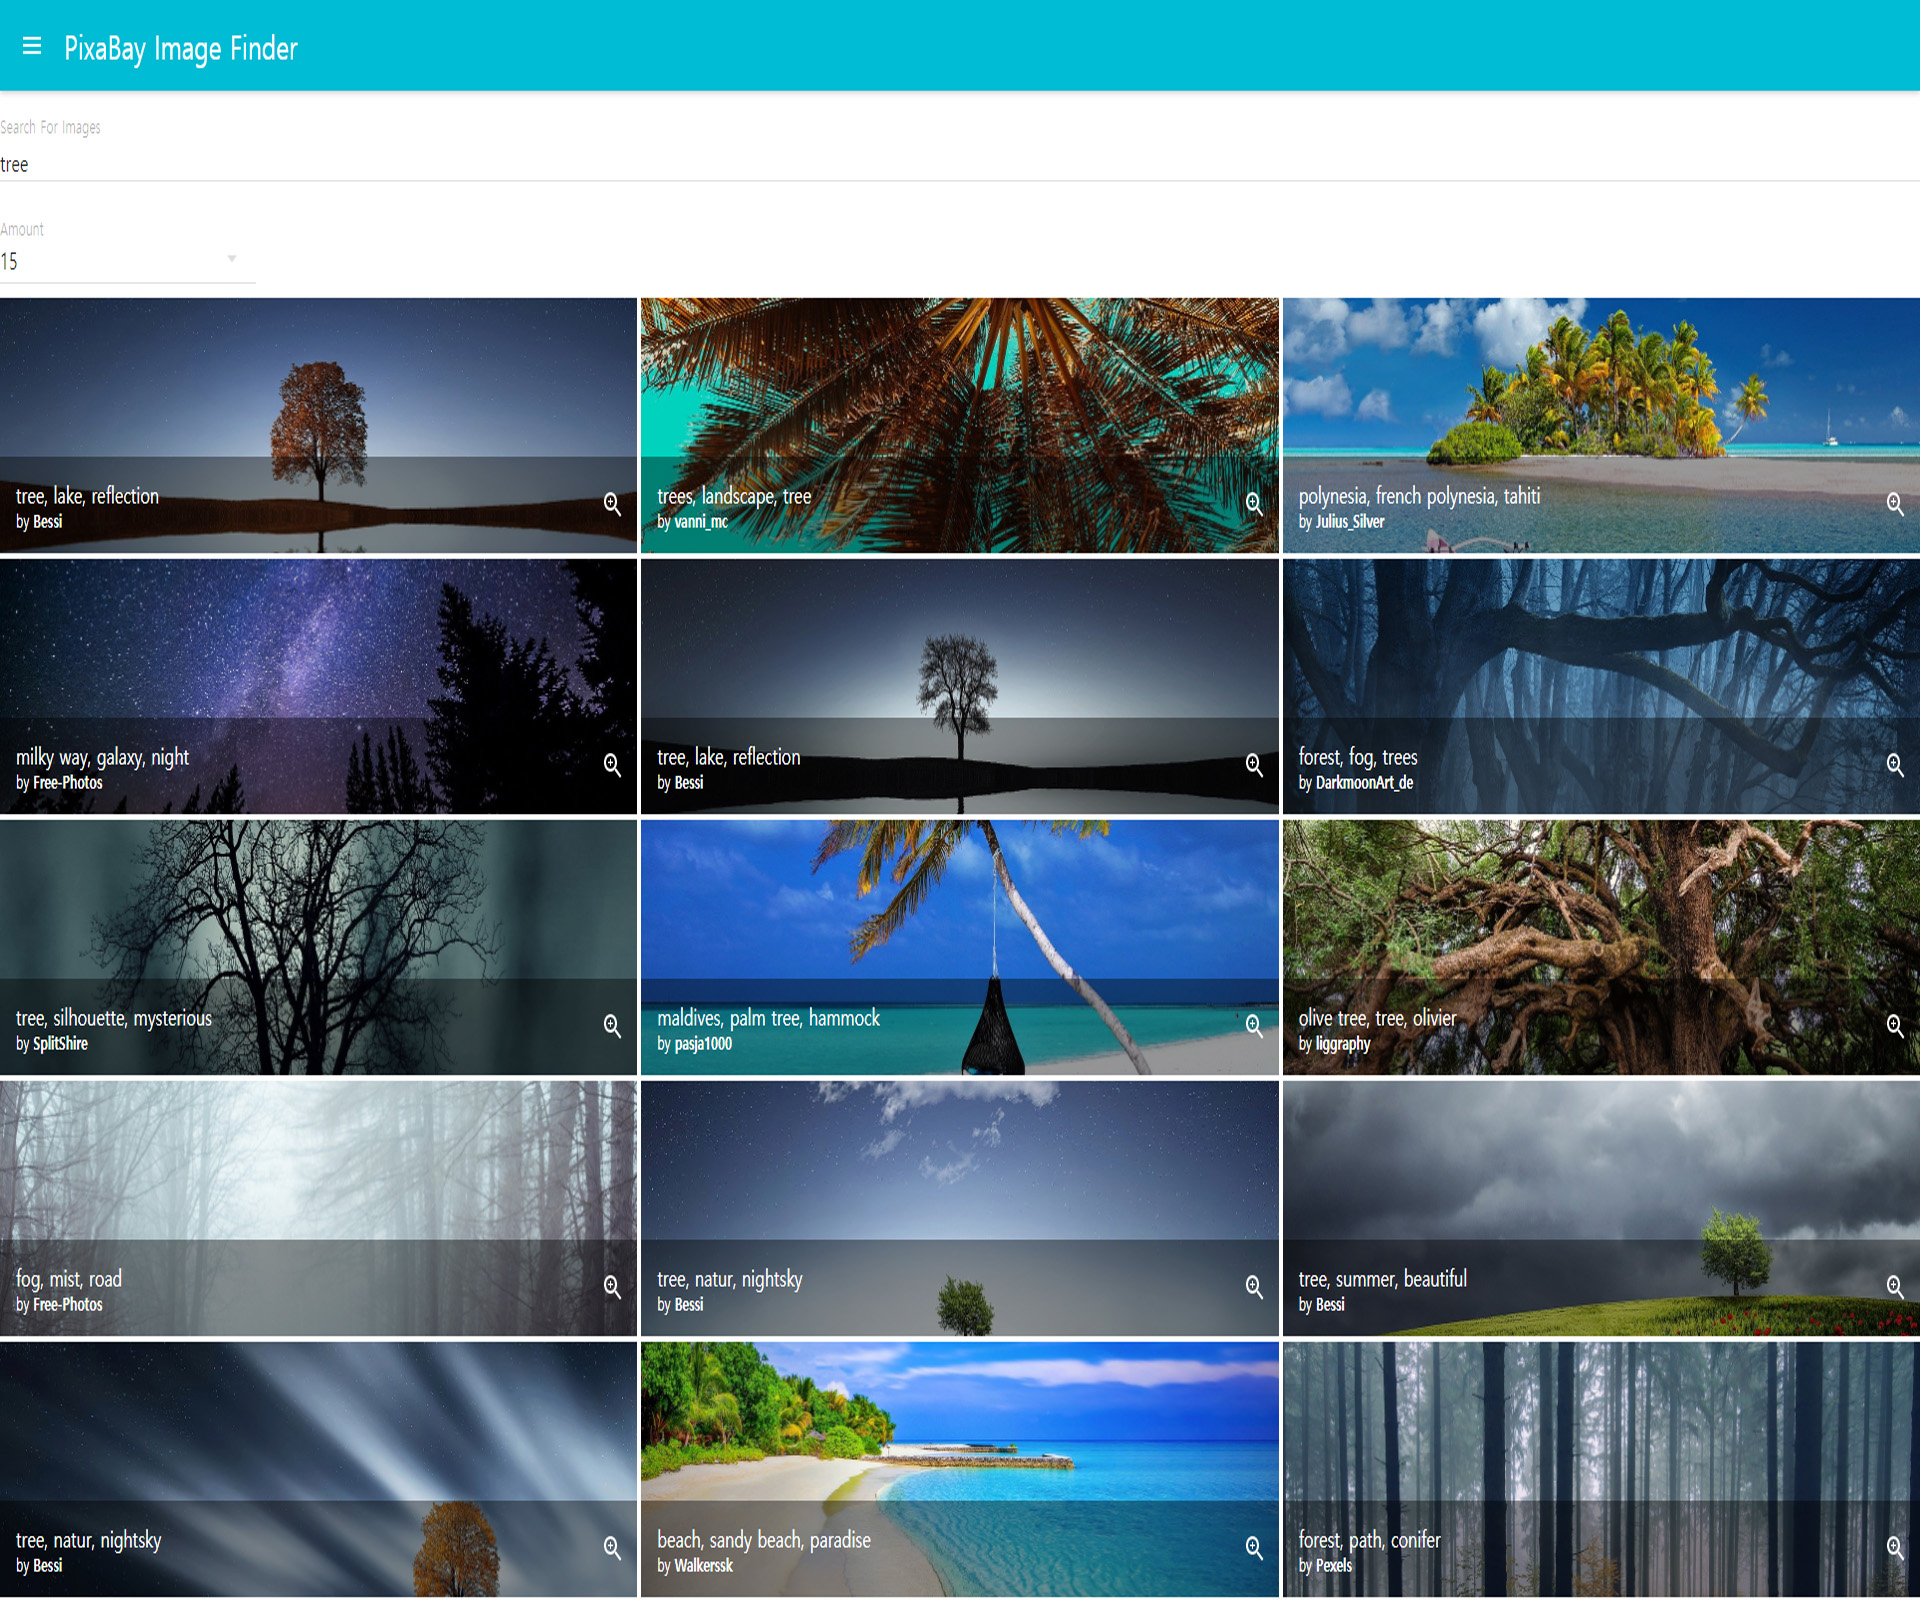 PixaBay Image Finder
Search For Images
tree
Amount
15
tree, lake, reflection
by Bessi
trees, landscape, tree
by vanni_mc
polynesia, french polynesia, tahiti
by Julius_Silver
milky way, galaxy, night
by Free-Photos
tree, lake, reflection
by Bessi
forest, fog, trees
by DarkmoonArt_de
tree, silhouette, mysterious
by SplitShire
maldives, palm tree, hammock
by pasja1000
olive tree, tree, olivier
by liggraphy
fog, mist, road
by Free-Photos
tree, natur, nightsky
by Bessi
tree, summer, beautiful
by Bessi
tree, natur, nightsky
by Bessi
beach, sandy beach, paradise
by Walkerssk
forest, path, conifer
by Pexels